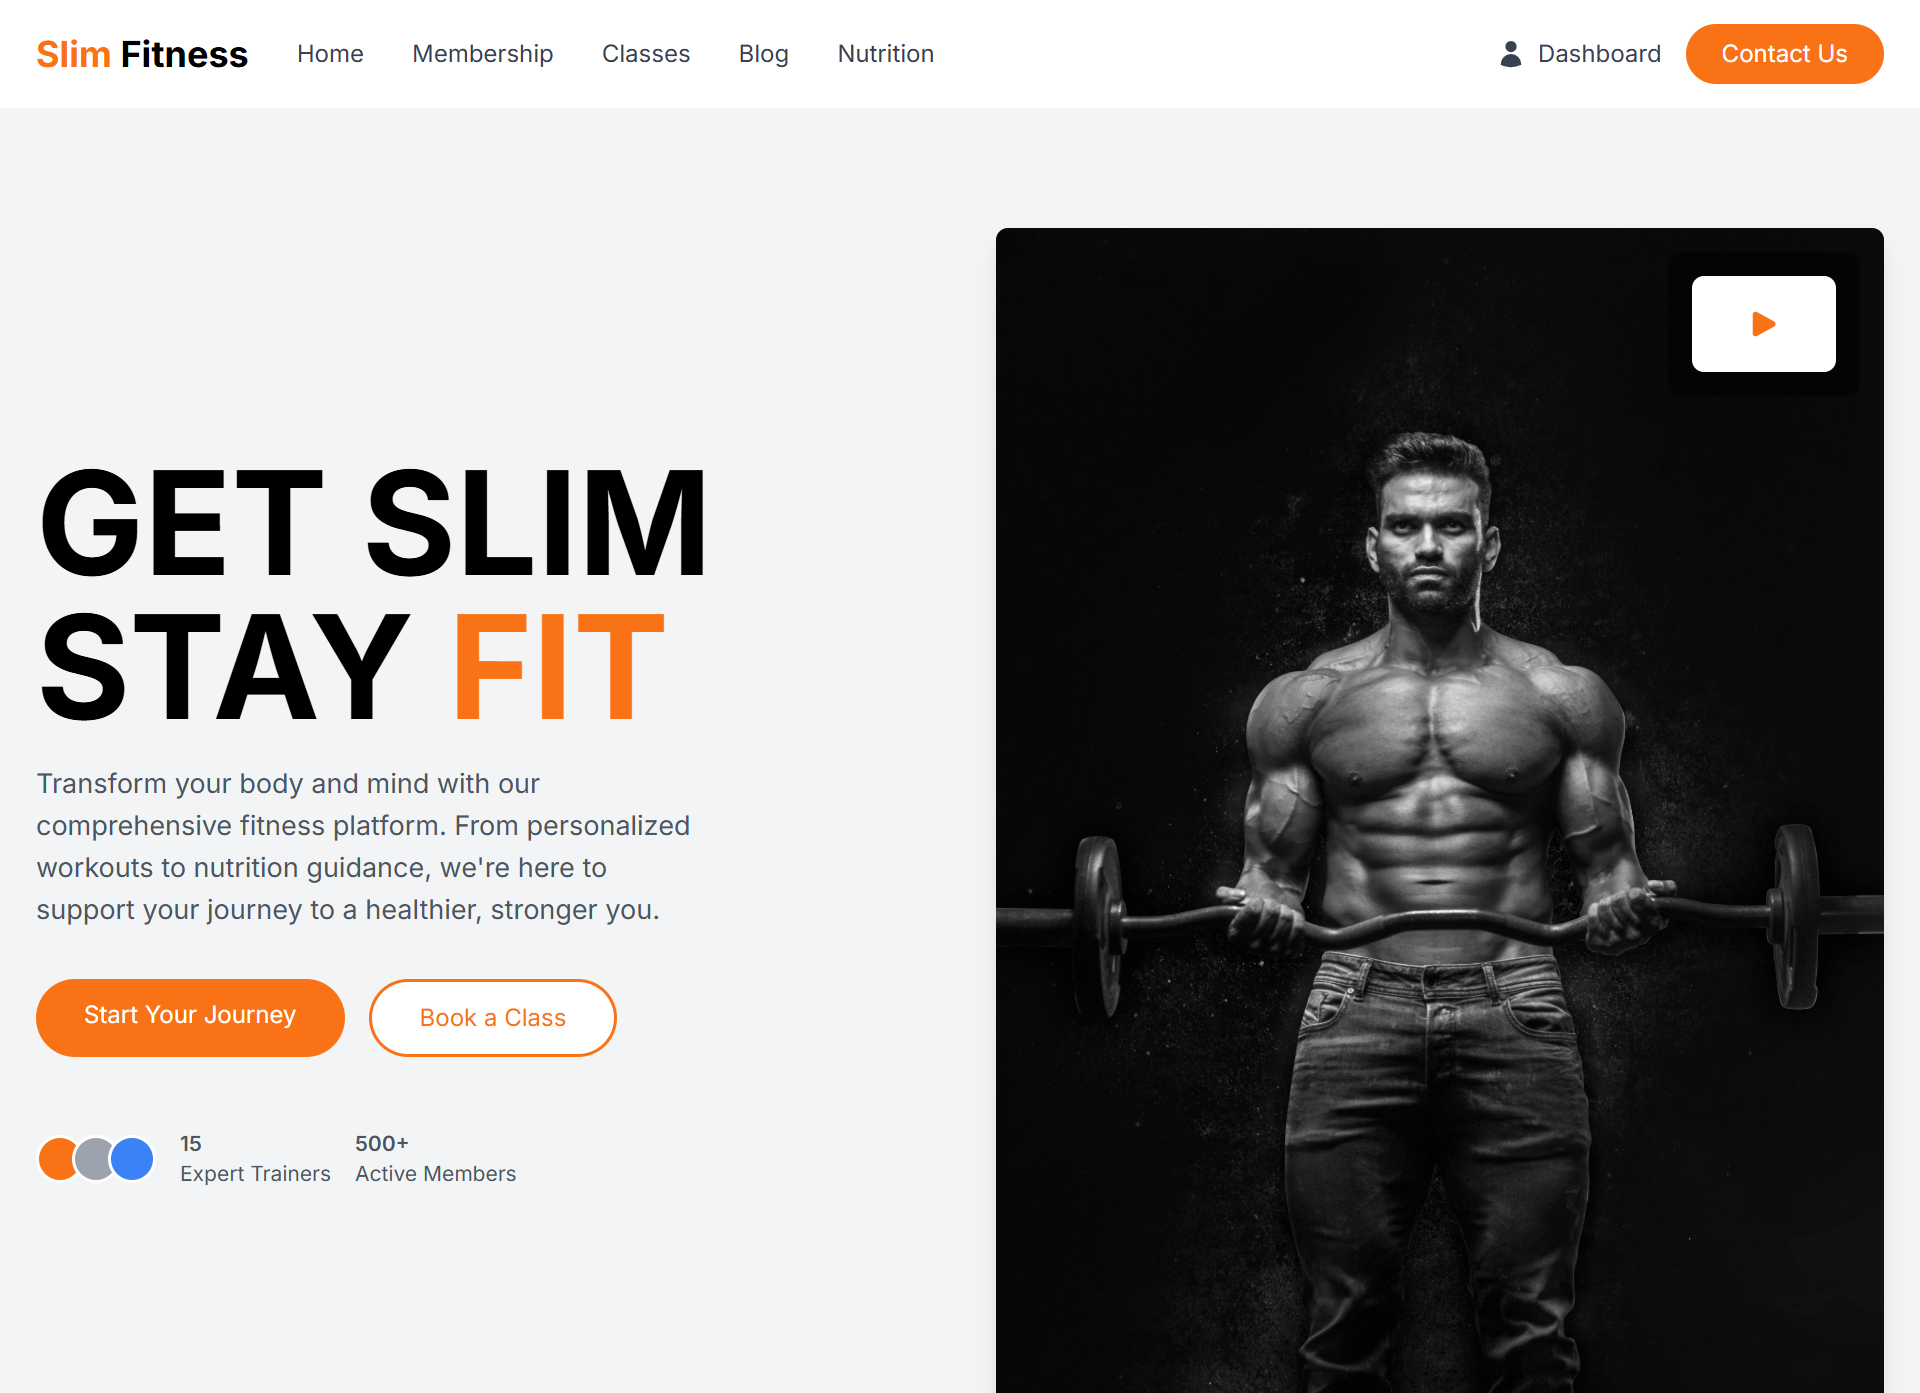 Slim Fitness Home Membership Classes Blog Nutrition Dashboard Contact Us
GET SLIM
STAY FIT
Transform your body and mind with our
comprehensive fitness platform. From personalized
workouts to nutrition guidance, we're here to
support your journey to a healthier, stronger you.
Start Your Journey Book a Class
15 500+
Expert Trainers Active Members